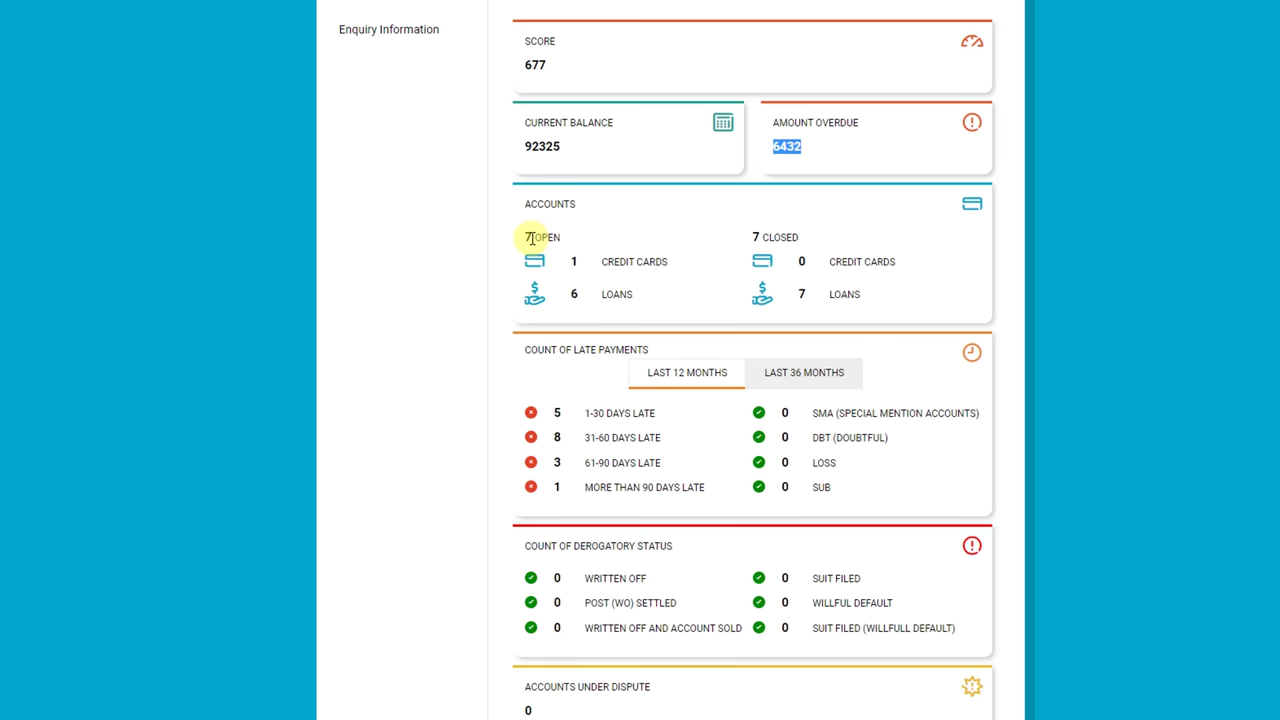 Enquiry Information
SCORE
677
CURRENT BALANCE
92325
AMOUNT OVERDUE
6432
ACCOUNTS
7 OPEN
7 CLOSED
1 CREDIT CARDS
0 CREDIT CARDS
6 LOANS
7 LOANS
COUNT OF LATE PAYMENTS
LAST 12 MONTHS
LAST 36 MONTHS
5 1-30 DAYS LATE
0 SMA (SPECIAL MENTION ACCOUNTS)
8 31-60 DAYS LATE
0 DBT (DOUBTFUL)
3 61-90 DAYS LATE
0 LOSS
1 MORE THAN 90 DAYS LATE
0 SUB
COUNT OF DEROGATORY STATUS
0 WRITTEN OFF
0 SUIT FILED
0 POST (WO) SETTLED
0 WILLFUL DEFAULT
0 WRITTEN OFF AND ACCOUNT SOLD
0 SUIT FILED (WILLFULL DEFAULT)
ACCOUNTS UNDER DISPUTE
0